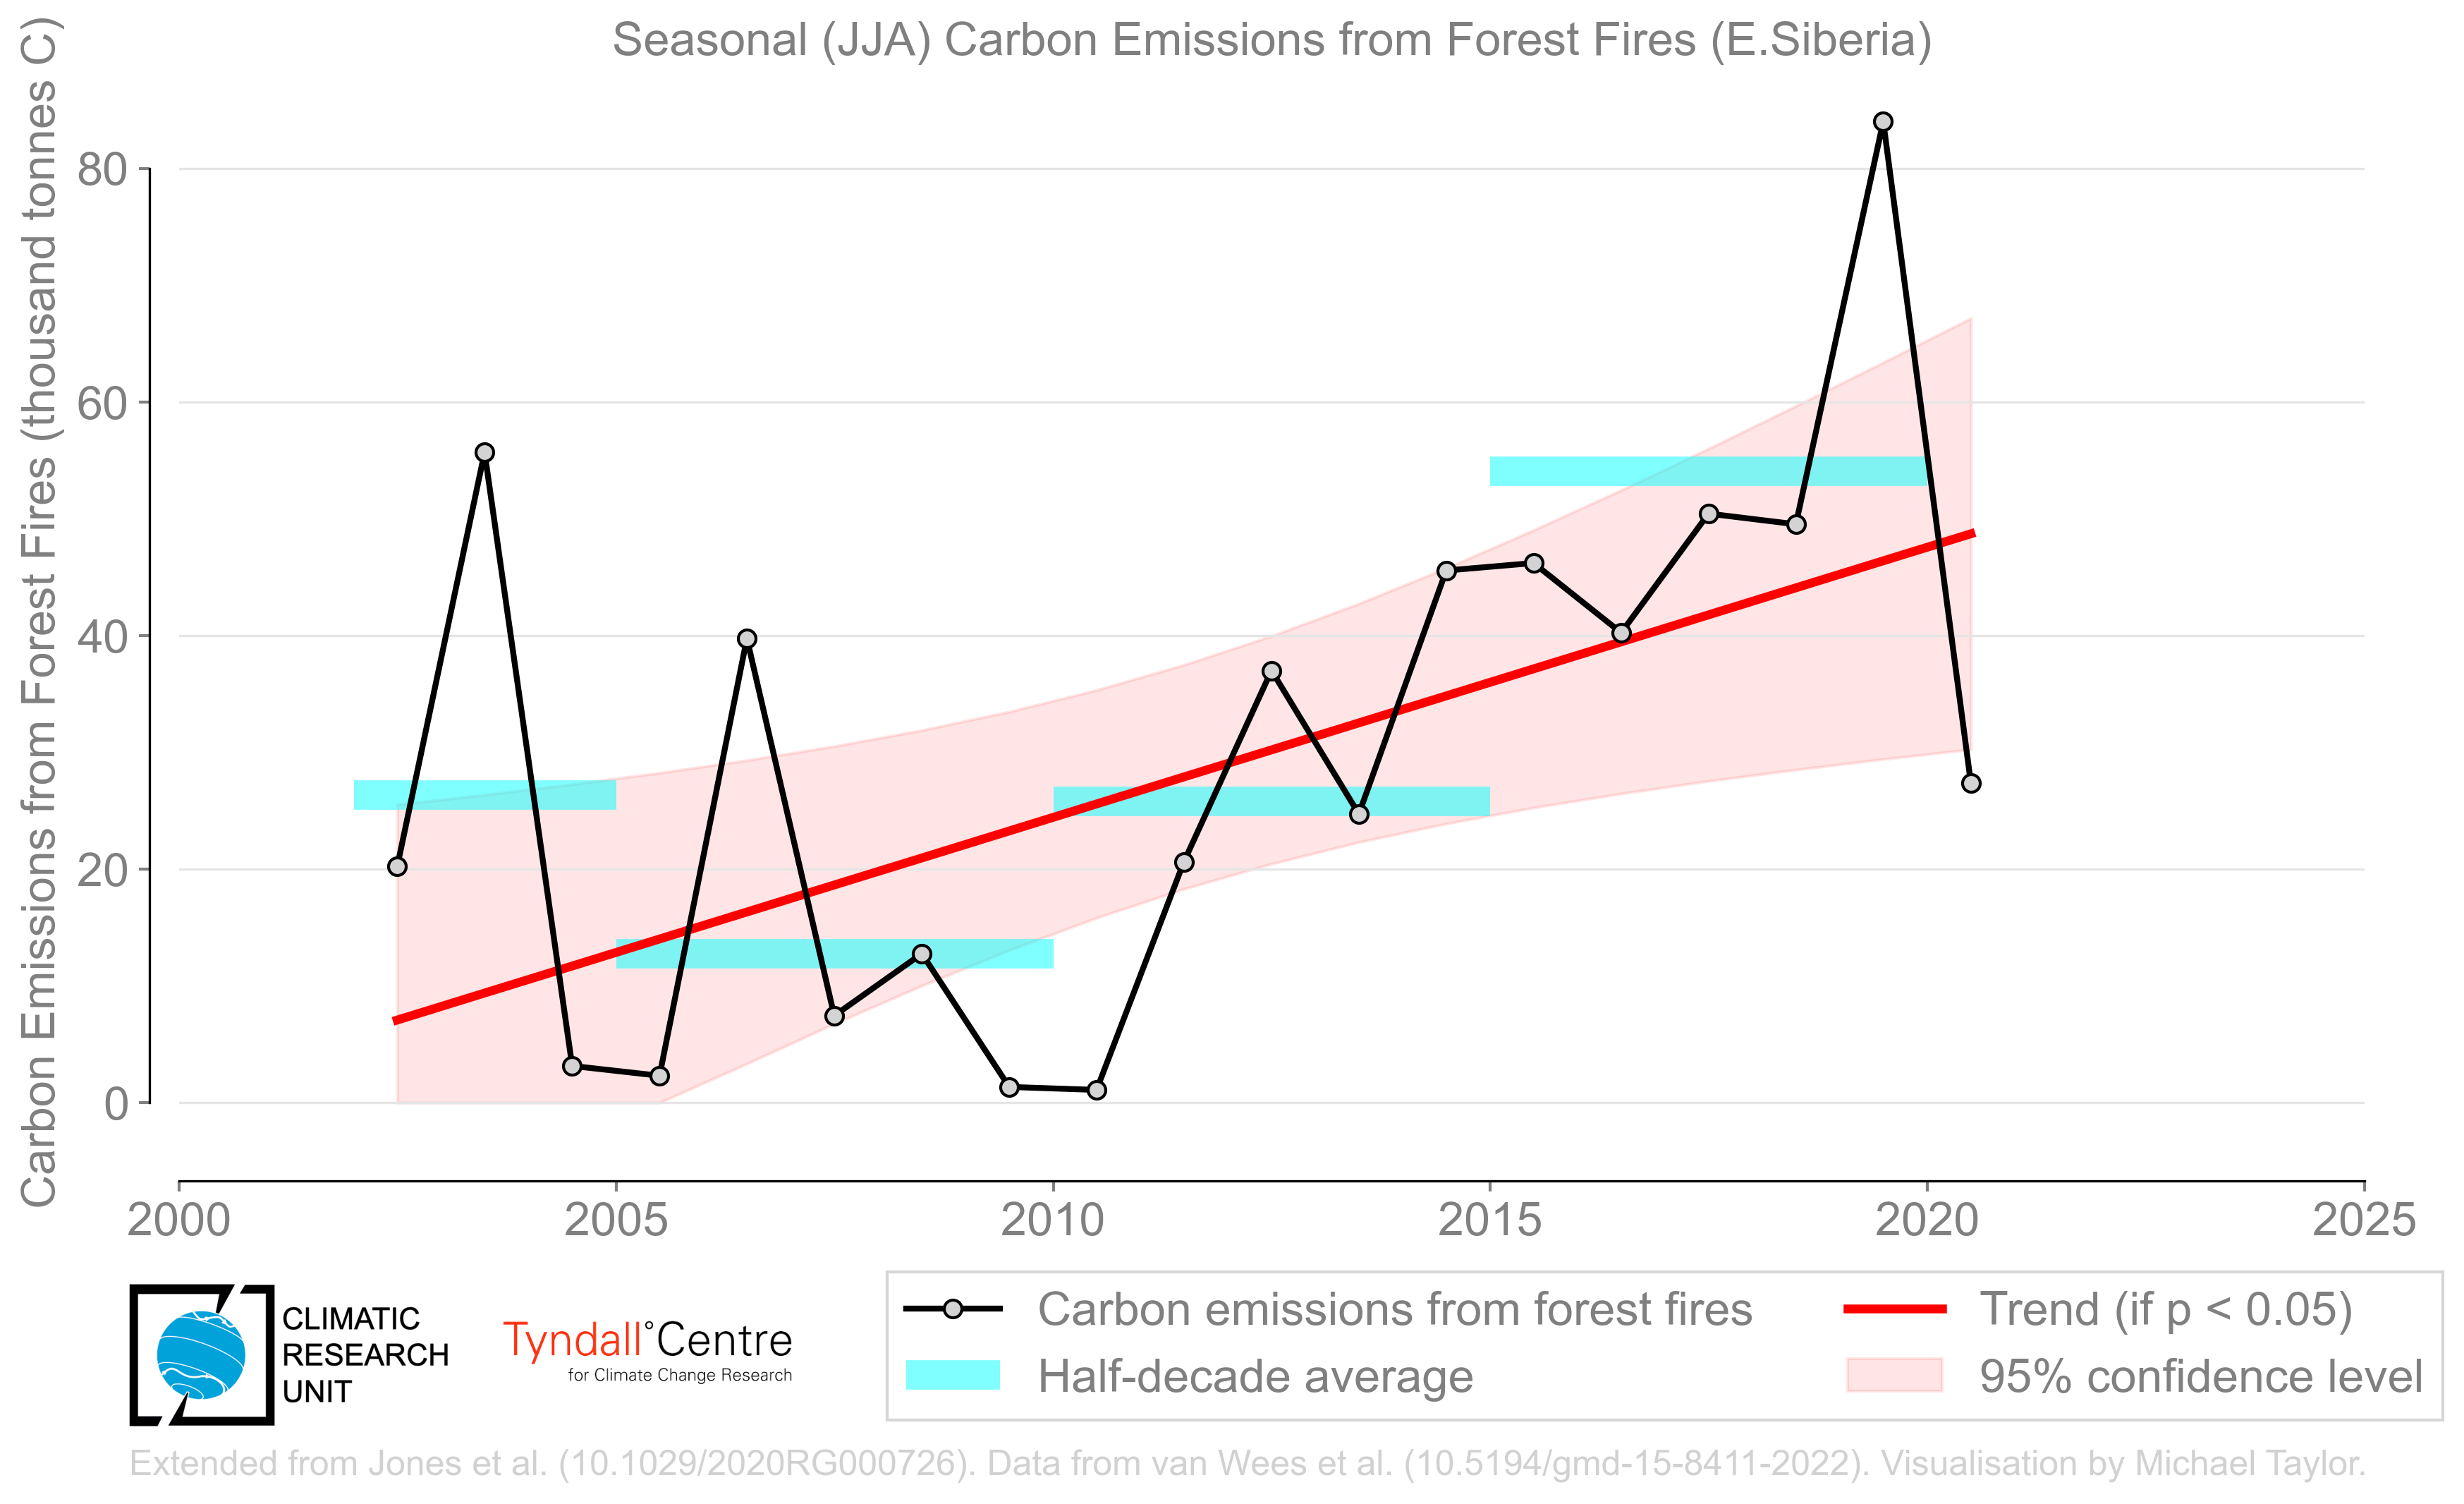 Seasonal (JJA) Carbon Emissions from Forest Fires (E.Siberia)
Carbon Emissions from Forest Fires (thousand tonnes C)
80
60
40
20
0
2000 2005 2010 2015 2020 2025
CLIMATIC
RESEARCH
UNIT
Tyndall°Centre
for Climate Change Research
Carbon emissions from forest fires
Half-decade average
Trend (if p < 0.05)
95% confidence level
Extended from Jones et al. (10.1029/2020RG000726). Data from van Wees et al. (10.5194/gmd-15-8411-2022). Visualisation by Michael Taylor.